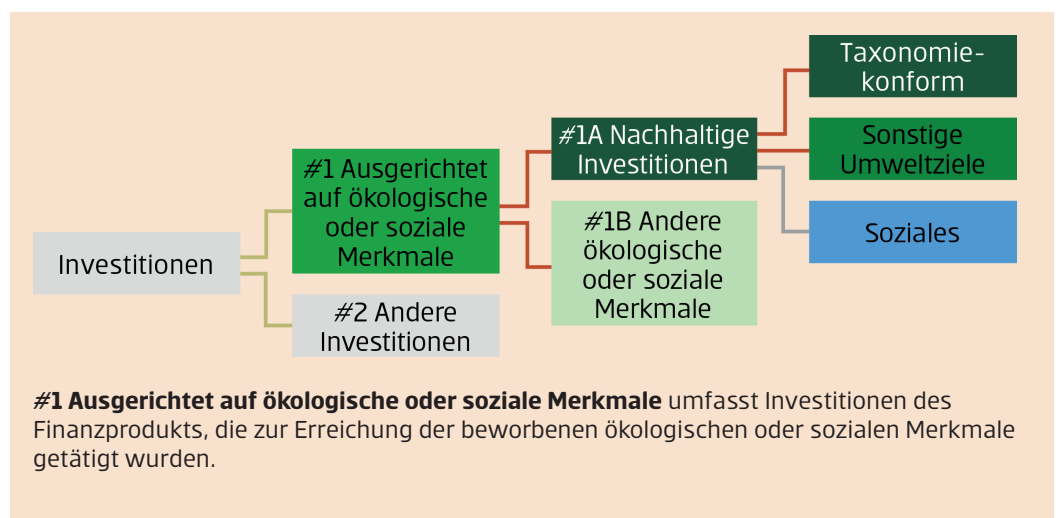 Investitionen
#1 Ausgerichtet
auf ökologische
oder soziale
Merkmale
#2 Andere
Investitionen
#1A Nachhaltige
Investitionen
#1B Andere
ökologische
oder soziale
Merkmale
Taxonomie-
konform
Sonstige
Umweltziele
Soziales
#1 Ausgerichtet auf ökologische oder soziale Merkmale umfasst Investitionen des
Finanzprodukts, die zur Erreichung der beworbenen ökologischen oder sozialen Merkmale
getätigt wurden.